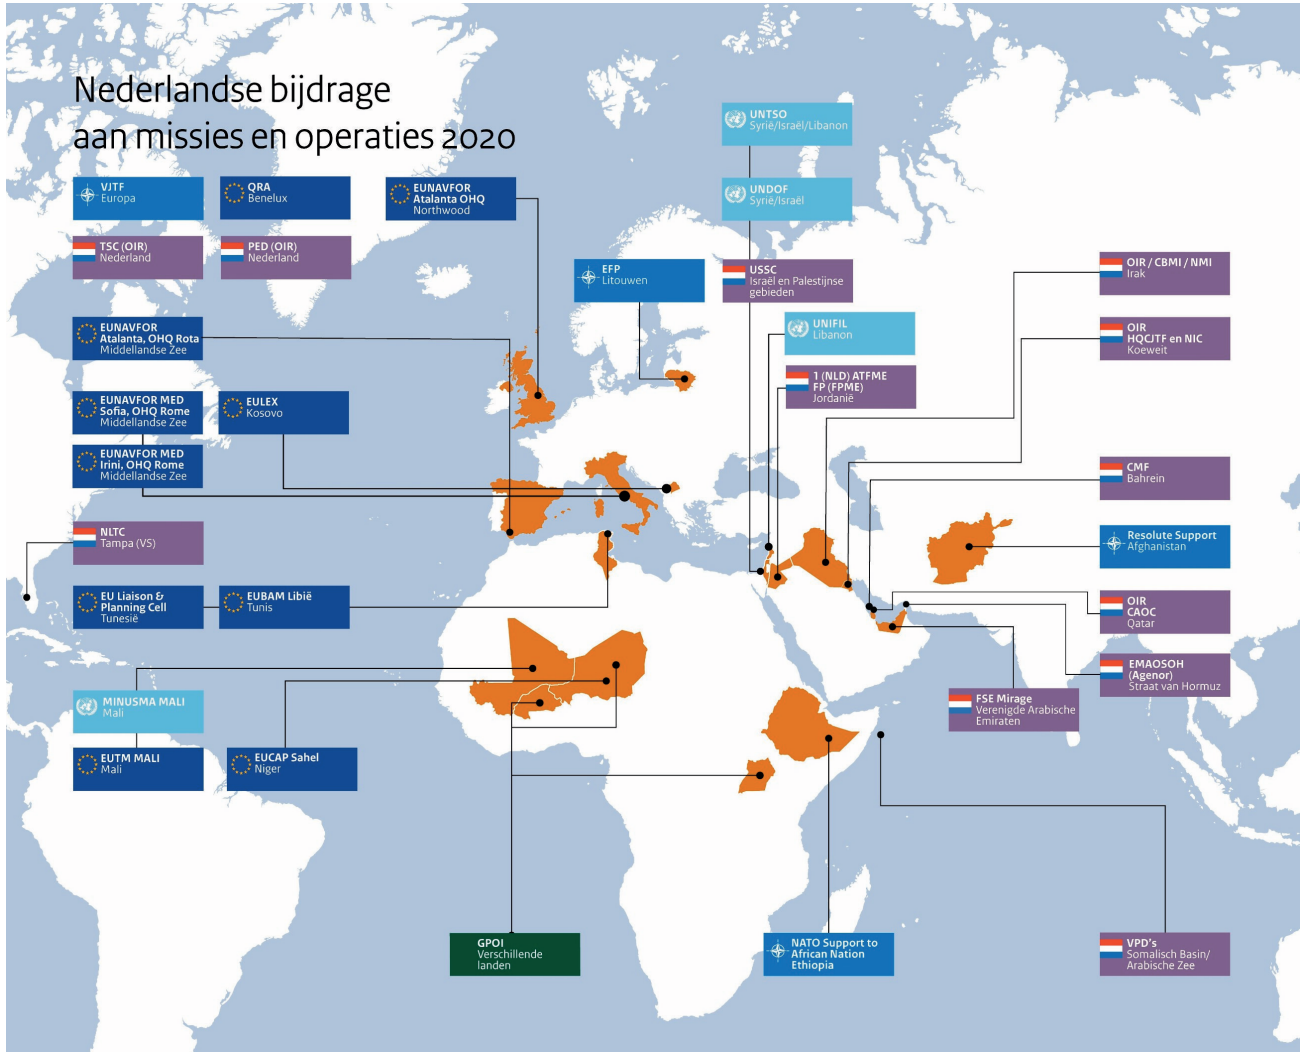 Nederlandse bijdrage
aan missies en operaties 2020
VJTF
Europa
QRA
Benelux
EUNAVFOR
Atalanta OHQ
Northwood
UNTSO
Syrië/Israël/Libanon
UNDOF
Syrië/Israël
TSC (OIR)
Nederland
PED (OIR)
Nederland
EFP
Litouwen
USSC
Israël en Palestijnse
gebieden
OIR / CBMI / NMI
Irak
EUNAVFOR
Atalanta, OHQ Rota
Middellandse Zee
UNIFIL
Libanon
OIR
HQCJTF en NIC
Koeweit
1 (NLD) ATFME
FP (FPME)
Jordanië
EUNAVFOR MED
Sofia, OHQ Rome
Middellandse Zee
EULEX
Kosovo
EUNAVFOR MED
Irini, OHQ Rome
Middellandse Zee
CMF
Bahrein
NLTC
Tampa (VS)
Resolute Support
Afghanistan
EU Liaison &
Planning Cell
Tunesië
EUBAM Libië
Tunis
OIR
CAOC
Qatar
EMAOSOH
(Agenor)
Straat van Hormuz
MINUSMA MALI
Mali
FSE Mirage
Verenigde Arabische
Emiraten
EUTM MALI
Mali
EUCAP Sahel
Niger
GPOI
Verschillende
landen
NATO Support to
African Nation
Ethiopia
VPD's
Somalisch Basin/
Arabische Zee